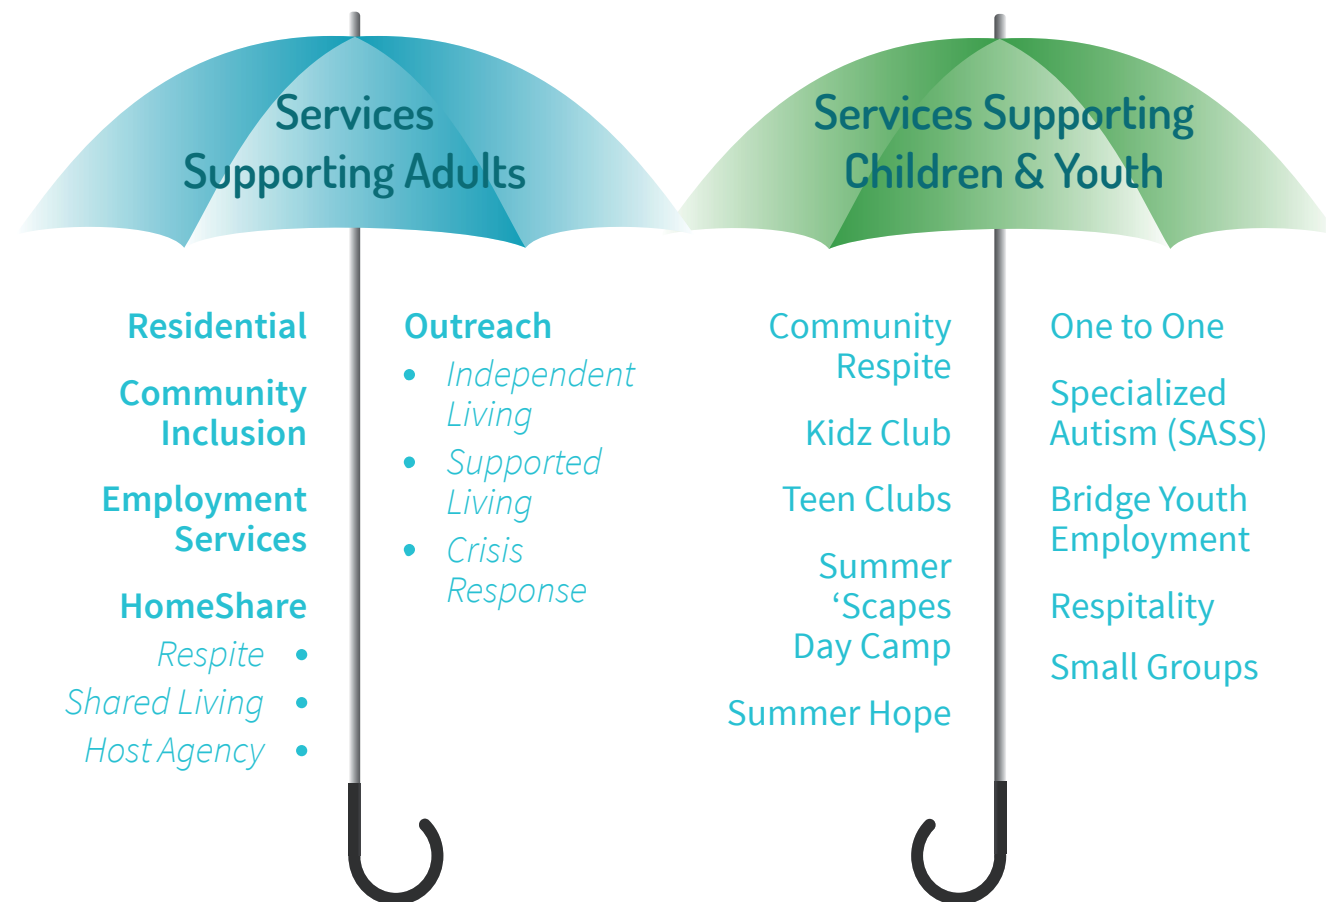 Services
Supporting Adults
Residential
Community
Inclusion
Employment
Services
HomeShare
Respite •
Shared Living •
Host Agency •
Outreach
• Independent
Living
• Supported
Living
• Crisis
Response
Services Supporting
Children & Youth
Community
Respite
Kidz Club
Teen Clubs
Summer
‘Scapes
Day Camp
Summer Hope
One to One
Specialized
Autism (SASS)
Bridge Youth
Employment
Respitality
Small Groups